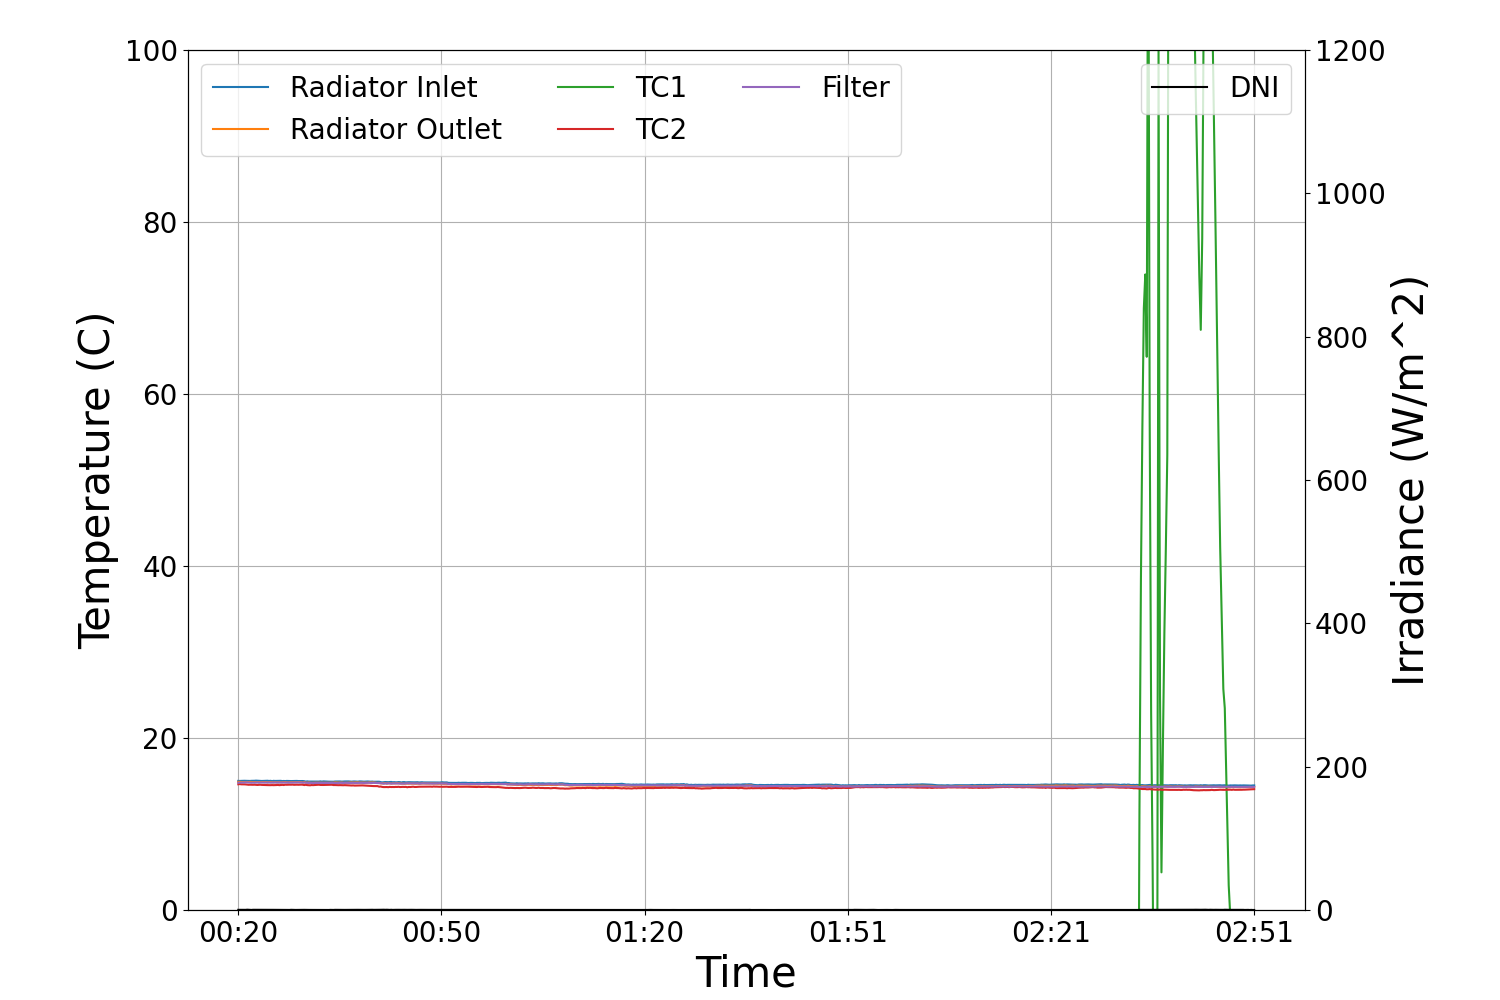 100
80
60
40
20
0
Temperature (C)
Radiator Inlet
Radiator Outlet
TC1
TC2
Filter
DNI
1200
1000
800
600
400
200
0
Irradiance (W/m^2)
00:20
00:50
01:20
01:51
02:21
02:51
Time